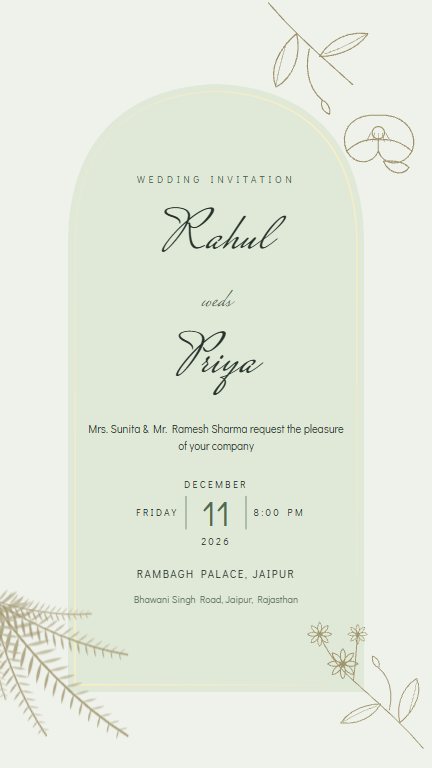 WEDDING INVITATION
Rahul
weds
Priya
Mrs. Sunita & Mr. Ramesh Sharma request the pleasure
of your company
DECEMBER
FRIDAY 11 8:00 PM
2026
RAMBAGH PALACE, JAIPUR
Bhawani Singh Road, Jaipur, Rajasthan